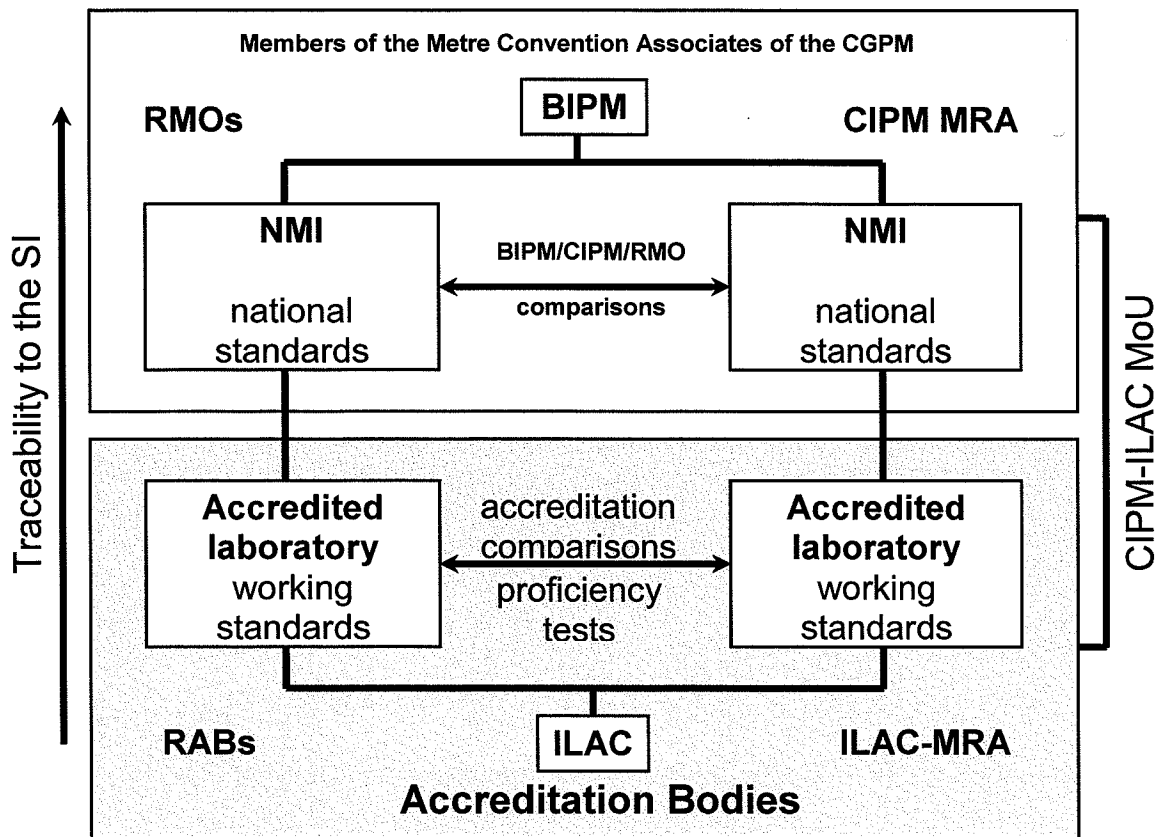 Members of the Metre Convention Associates of the CGPM
BIPM
RMOs
CIPM MRA
NMI
national
standards
BIPM/CIPM/RMO
comparisons
NMI
national
standards
Traceability to the SI
CIPM-ILAC MoU
Accredited
laboratory
working
standards
accreditation
comparisons
proficiency
tests
Accredited
laboratory
working
standards
RABs
ILAC
ILAC-MRA
Accreditation Bodies